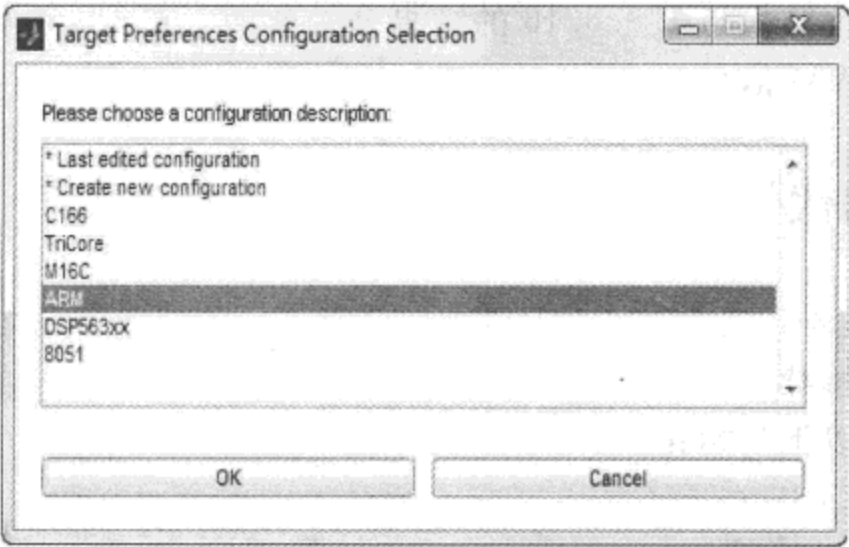 Target Preferences Configuration Selection
Please choose a configuration description:
* Last edited configuration
* Create new configuration
C166
TriCore
M16C
ARM
DSP563xx
8051
OK
Cancel